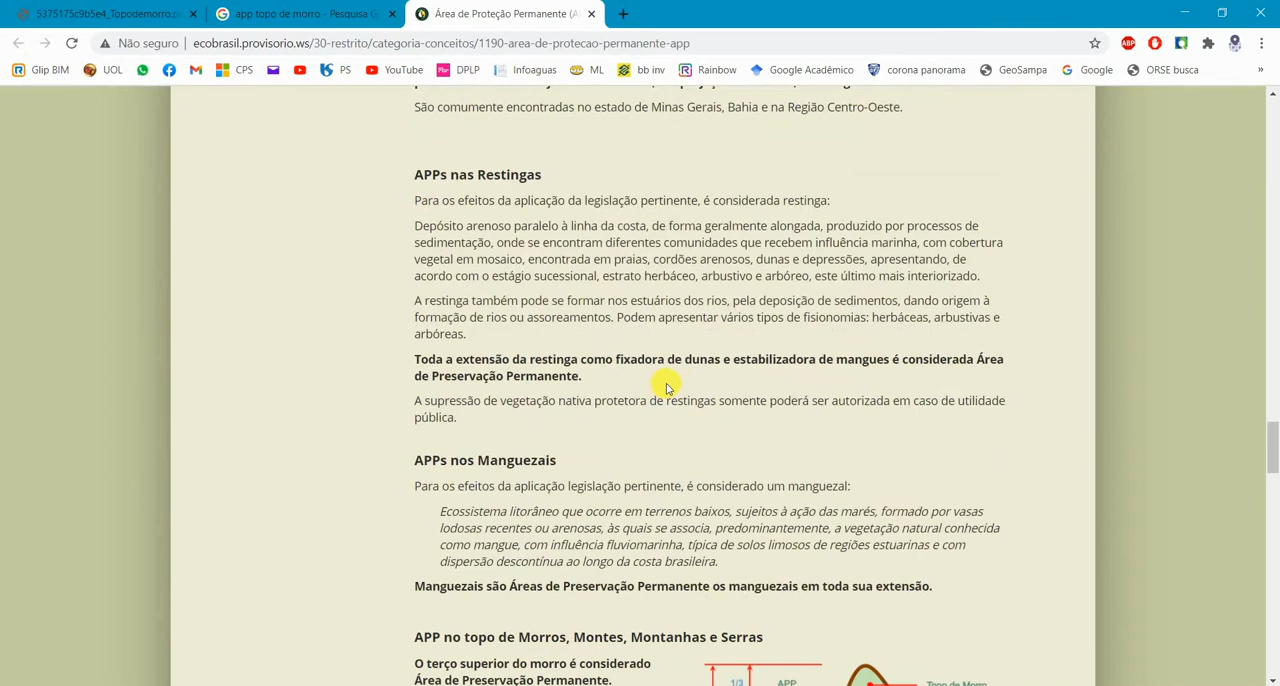 5375175c9b5e4_Topodemorro.p
app topo de morro - Pesquisa G
Área de Proteção Permanente (A
Não seguro
ecobrasil.provisorio.ws/30-restrito/categoria-conceitos/1190-area-de-protecao-permanente-app
Glip BIM UOL CPS PS YouTube DPLP Infoaguas ML bb inv Rainbow Google Acadêmico corona panorama GeoSampa Google ORSE busca
São comumente encontradas no estado de Minas Gerais, Bahia e na Região Centro-Oeste.
APPs nas Restingas
Para os efeitos da aplicação da legislação pertinente, é considerada restinga:
Depósito arenoso paralelo à linha da costa, de forma geralmente alongada, produzido por processos de
sedimentação, onde se encontram diferentes comunidades que recebem influência marinha, com cobertura
vegetal em mosaico, encontrada em praias, cordões arenosos, dunas e depressões, apresentando, de
acordo com o estágio sucessional, estrato herbáceo, arbustivo e arbóreo, este último mais interiorizado.
A restinga também pode se formar nos estuários dos rios, pela deposição de sedimentos, dando origem à
formação de rios ou assoreamentos. Podem apresentar vários tipos de fisionomias: herbáceas, arbustivas e
arbóreas.
Toda a extensão da restinga como fixadora de dunas e estabilizadora de mangues é considerada Área
de Preservação Permanente.
A supressão de vegetação nativa protetora de restingas somente poderá ser autorizada em caso de utilidade
pública.
APPs nos Manguezais
Para os efeitos da aplicação legislação pertinente, é considerado um manguezal:
Ecossistema litorâneo que ocorre em terrenos baixos, sujeitos à ação das marés, formado por vasas
lodosas recentes ou arenosas, às quais se associa, predominantemente, a vegetação natural conhecida
como mangue, com influência fluviomarinha, típica de solos limosos de regiões estuarinas e com
dispersão descontínua ao longo da costa brasileira.
Manguezais são Áreas de Preservação Permanente os manguezais em toda sua extensão.
APP no topo de Morros, Montes, Montanhas e Serras
O terço superior do morro é considerado
Área de Preservação Permanente.
1/3 APP Topo de Morro